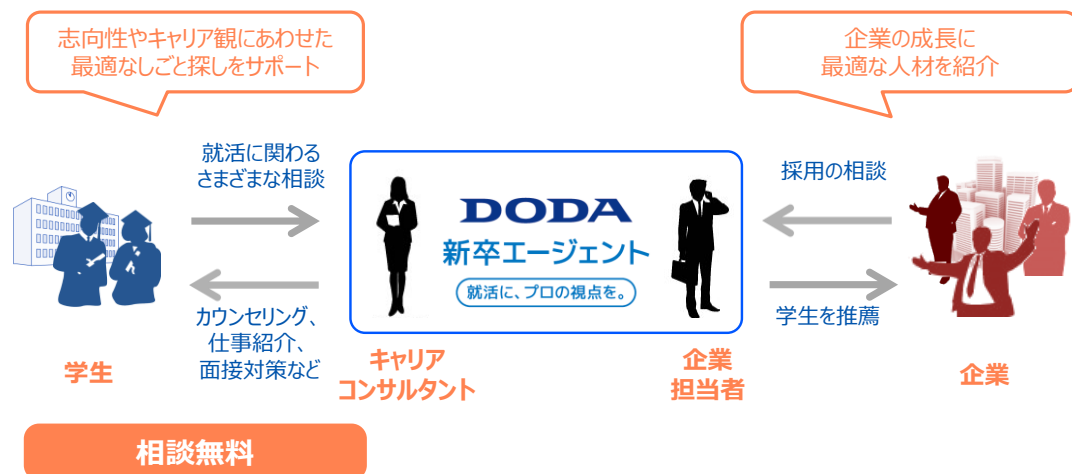 志向性やキャリア観にあわせた
最適なしごと探しをサポート
企業の成長に
最適な人材を紹介
就活に関わる
さまざまな相談
採用の相談
DODA
新卒エージェント
就活に、プロの視点を。
カウンセリング、
仕事紹介、
面接対策など
学生を推薦
学生
キャリア
コンサルタント
企業
担当者
企業
相談無料